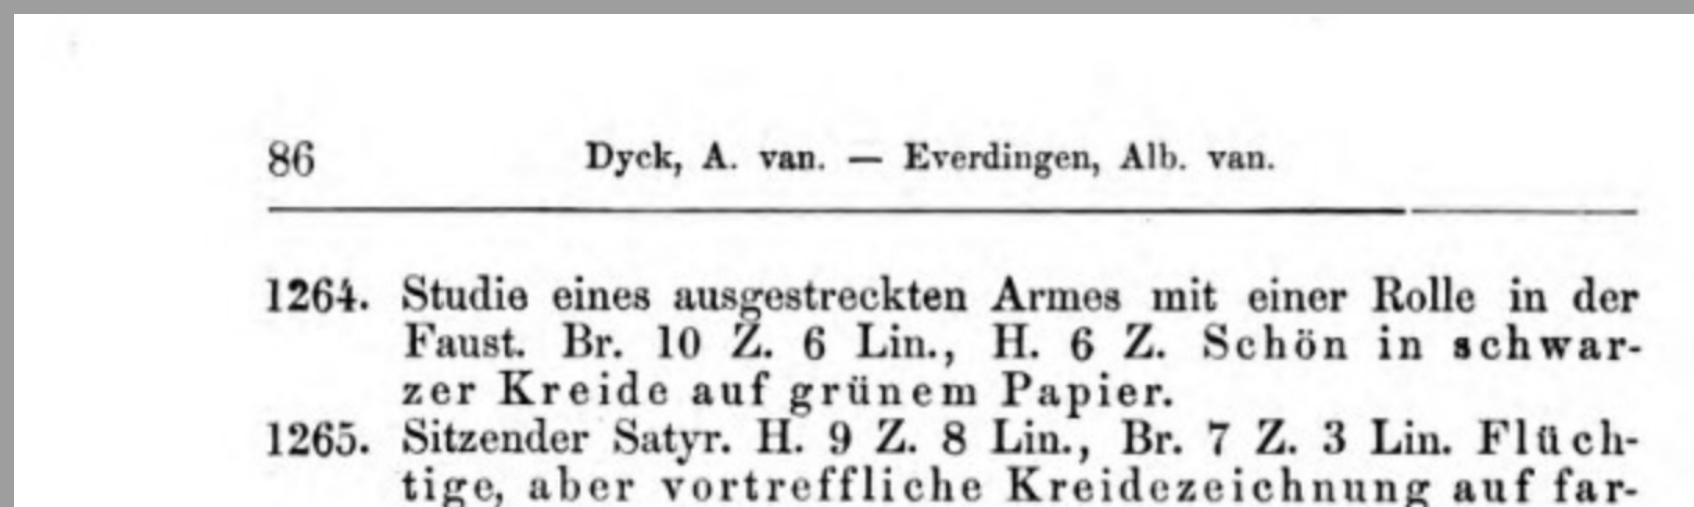 86 Dyck, A. van. — Everdingen, Alb. van.
1264. Studie eines ausgestreckten Armes mit einer Rolle in der
Faust. Br. 10 Z. 6 Lin., H. 6 Z. Schön in schwar-
zer Kreide auf grünem Papier.
1265. Sitzender Satyr. H. 9 Z. 8 Lin., Br. 7 Z. 3 Lin. Flüch-
tige, aber vortreffliche Kreidezeichnung auf far-